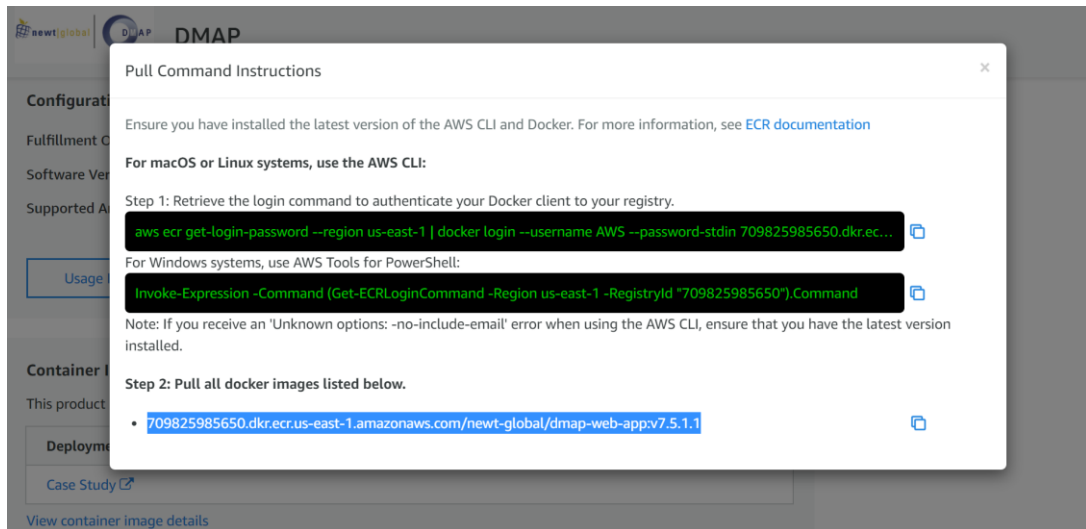 newt|global DMAP DMAP
Pull Command Instructions ×
Configurati
Ensure you have installed the latest version of the AWS CLI and Docker. For more information, see ECR documentation
Fulfillment O
For macOS or Linux systems, use the AWS CLI:
Software Ver
Step 1: Retrieve the login command to authenticate your Docker client to your registry.
Supported A
aws ecr get-login-password --region us-east-1 | docker login --username AWS --password-stdin 709825985650.dkr.ec...
For Windows systems, use AWS Tools for PowerShell:
Usage
Invoke-Expression -Command (Get-ECRLoginCommand -Region us-east-1 -RegistryId "709825985650").Command
Note: If you receive an 'Unknown options: -no-include-email' error when using the AWS CLI, ensure that you have the latest version
installed.
Container I
Step 2: Pull all docker images listed below.
This product
• 709825985650.dkr.ecr.us-east-1.amazonaws.com/newt-global/dmap-web-app:v7.5.1.1
Deployme
Case Study
View container image details